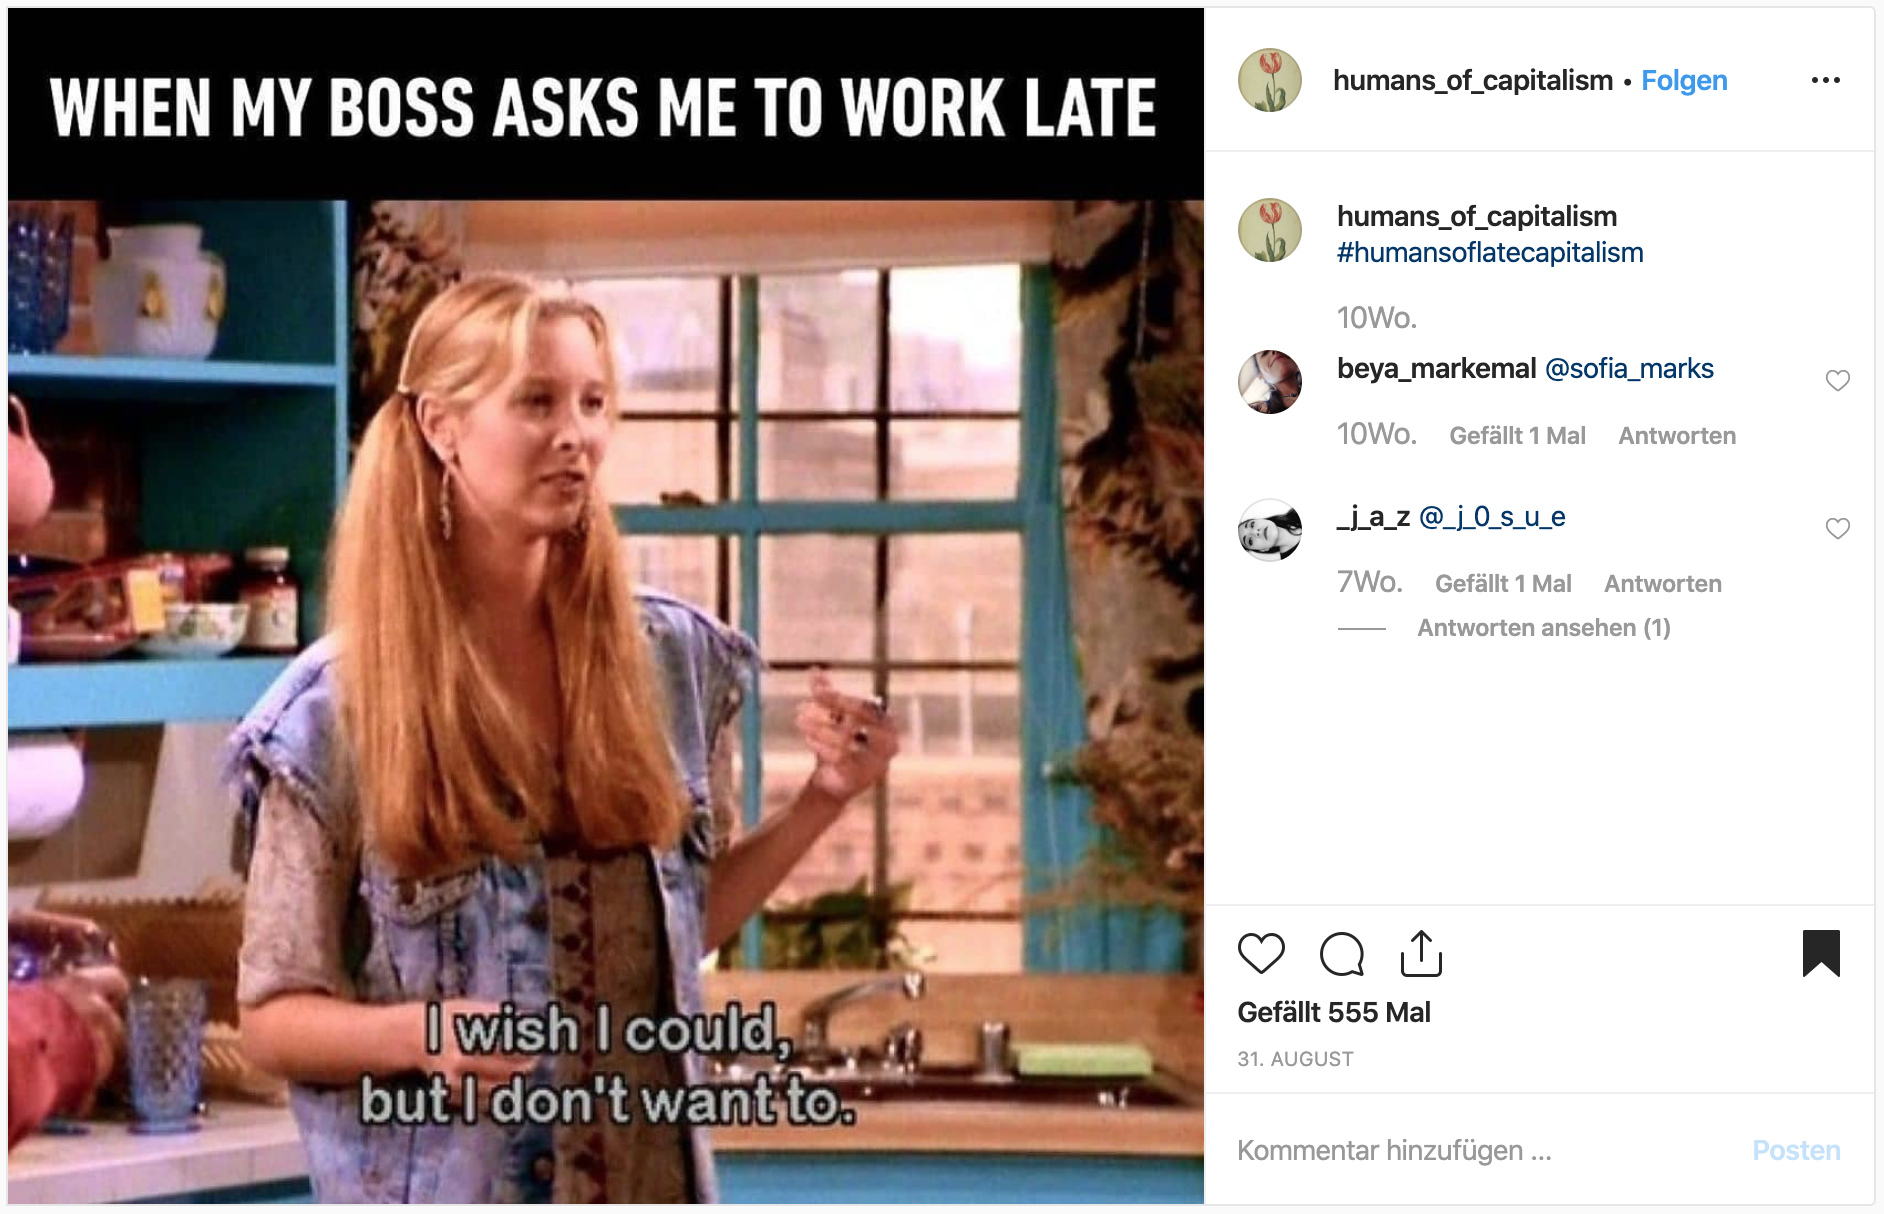 WHEN MY BOSS ASKS ME TO WORK LATE
I wish I could,
but I don't want to.
humans_of_capitalism • Folgen
humans_of_capitalism
#humansoflatecapitalism
10Wo.
beya_markemal @sofia_marks
10Wo. Gefällt 1 Mal Antworten
_j_a_z @_j_0_s_u_e
7Wo. Gefällt 1 Mal Antworten
Antworten ansehen (1)
Gefällt 555 Mal
31. AUGUST
Kommentar hinzufügen ... Posten